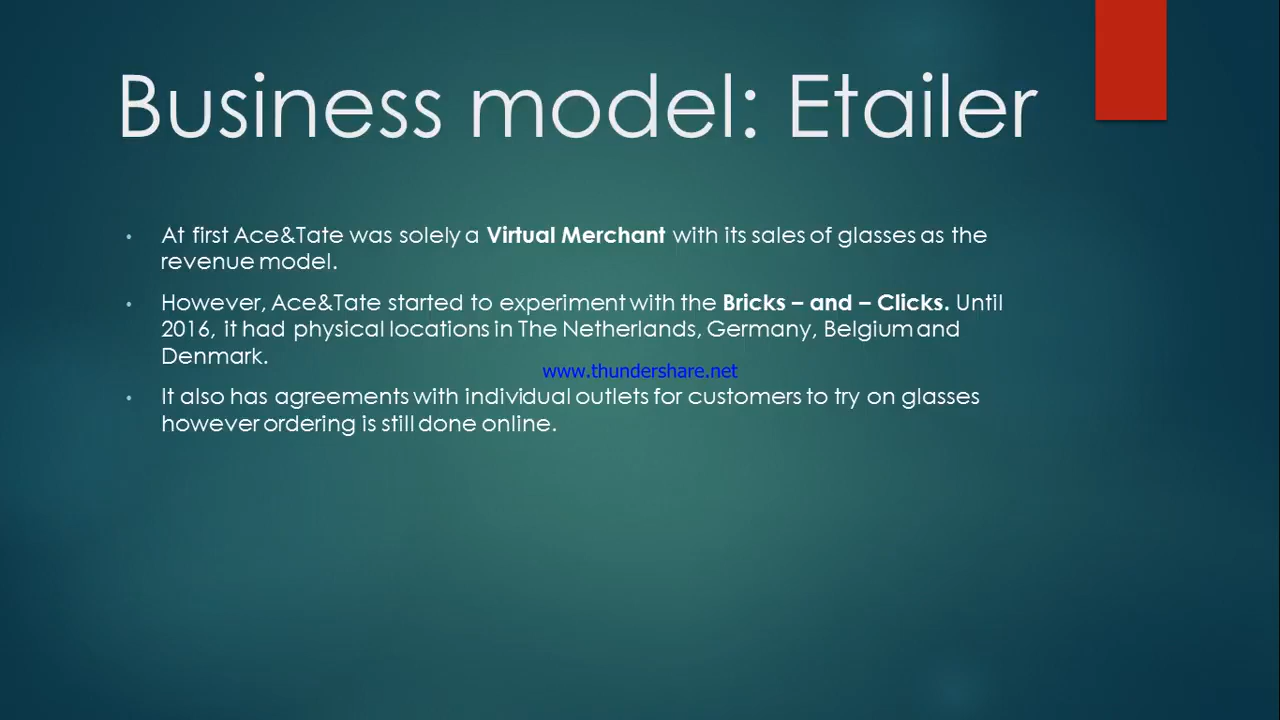 Business model: Etailer
• At first Ace&Tate was solely a Virtual Merchant with its sales of glasses as the
revenue model.
• However, Ace&Tate started to experiment with the Bricks – and – Clicks. Until
2016, it had physical locations in The Netherlands, Germany, Belgium and
Denmark.
www.thundershare.net
• It also has agreements with individual outlets for customers to try on glasses
however ordering is still done online.